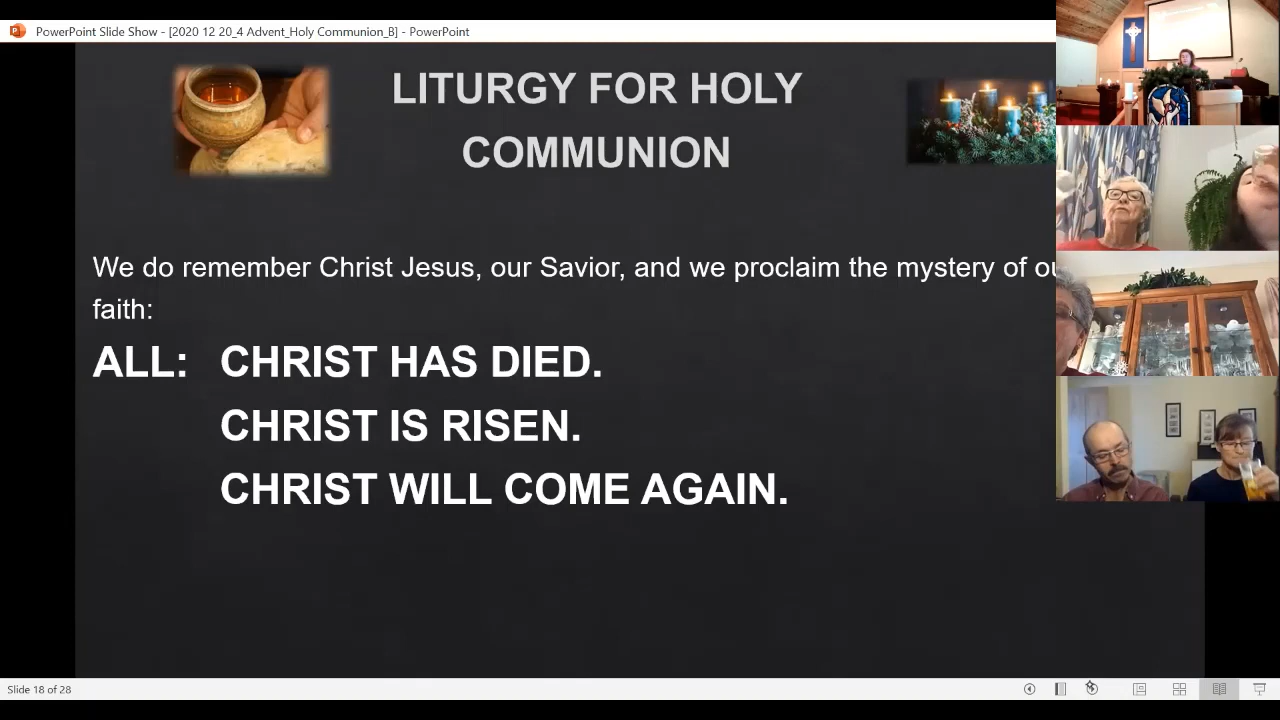 PowerPoint Slide Show - [2020 12 20_4 Advent_Holy Communion_B] - PowerPoint
LITURGY FOR HOLY
COMMUNION
We do remember Christ Jesus, our Savior, and we proclaim the mystery of
faith:
ALL: CHRIST HAS DIED.
CHRIST IS RISEN.
CHRIST WILL COME AGAIN.
Slide 18 of 28